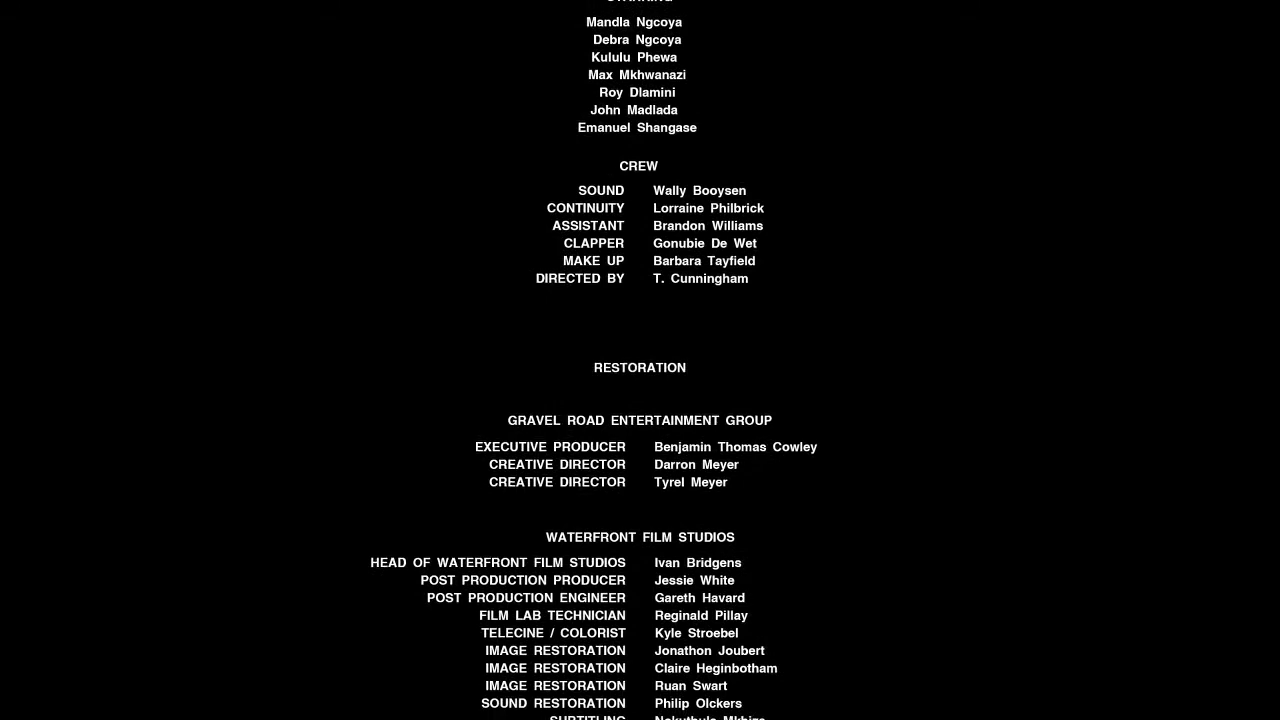 STARRING
Mandla Ngcoya
Debra Ngcoya
Kululu Phewa
Max Mkhwanazi
Roy Dlamini
John Madlada
Emanuel Shangase
CREW
SOUND Wally Booysen
CONTINUITY Lorraine Philbrick
ASSISTANT Brandon Williams
CLAPPER Gonubie De Wet
MAKE UP Barbara Tayfield
DIRECTED BY T. Cunningham
RESTORATION
GRAVEL ROAD ENTERTAINMENT GROUP
EXECUTIVE PRODUCER Benjamin Thomas Cowley
CREATIVE DIRECTOR Darron Meyer
CREATIVE DIRECTOR Tyrel Meyer
WATERFRONT FILM STUDIOS
HEAD OF WATERFRONT FILM STUDIOS Ivan Bridgens
POST PRODUCTION PRODUCER Jessie White
POST PRODUCTION ENGINEER Gareth Havard
FILM LAB TECHNICIAN Reginald Pillay
TELECINE / COLORIST Kyle Stroebel
IMAGE RESTORATION Jonathon Joubert
IMAGE RESTORATION Claire Heginbotham
IMAGE RESTORATION Ruan Swart
SOUND RESTORATION Philip Olckers
SUBTITLING